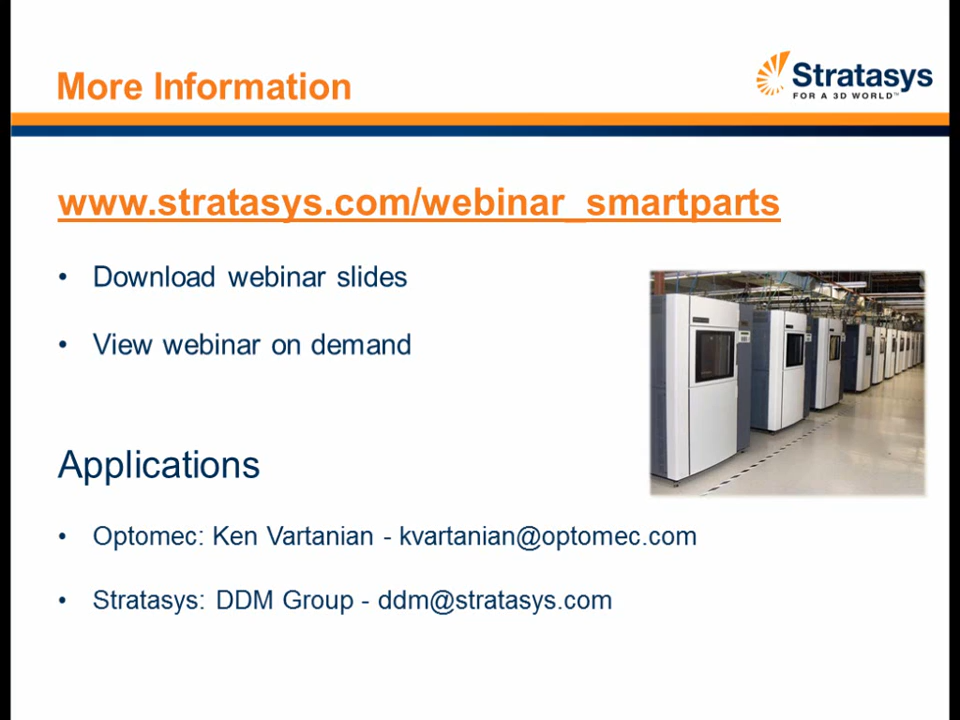 More Information
Stratasys
FOR A 3D WORLD™
www.stratasys.com/webinar_smartparts
• Download webinar slides
• View webinar on demand
Applications
• Optomec: Ken Vartanian - kvartanian@optomec.com
• Stratasys: DDM Group - ddm@stratasys.com